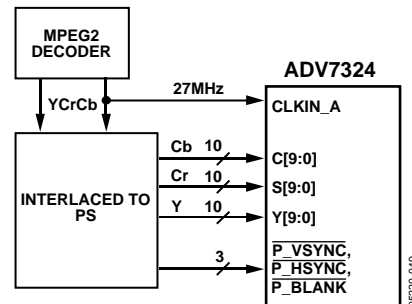 MPEG2
DECODER
ADV7324
YCrCb
27MHz
CLKIN_A
INTERLACED TO
PS
Cb 10
C[9:0]
Cr 10
S[9:0]
Y 10
Y[9:0]
3
P_VSYNC,
P_HSYNC,
P_BLANK